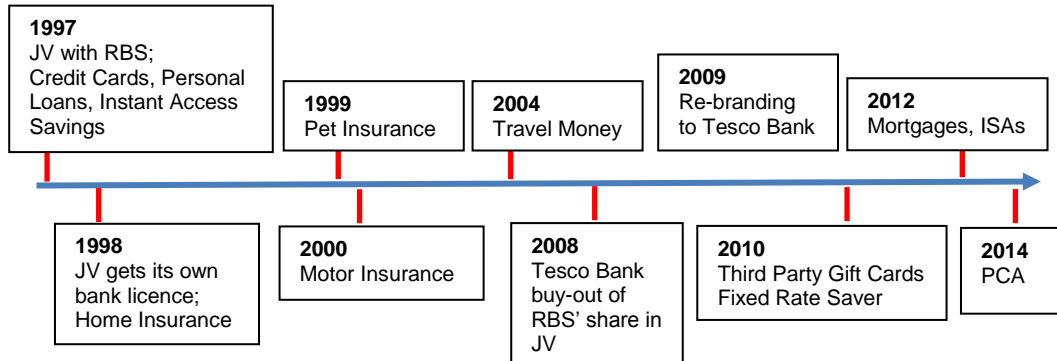 1997
JV with RBS;
Credit Cards, Personal
Loans, Instant Access
Savings
1998
JV gets its own
bank licence;
Home Insurance
1999
Pet Insurance
2000
Motor Insurance
2004
Travel Money
2008
Tesco Bank
buy-out of
RBS' share in
JV
2009
Re-branding
to Tesco Bank
2010
Third Party Gift Cards
Fixed Rate Saver
2012
Mortgages, ISAs
2014
PCA